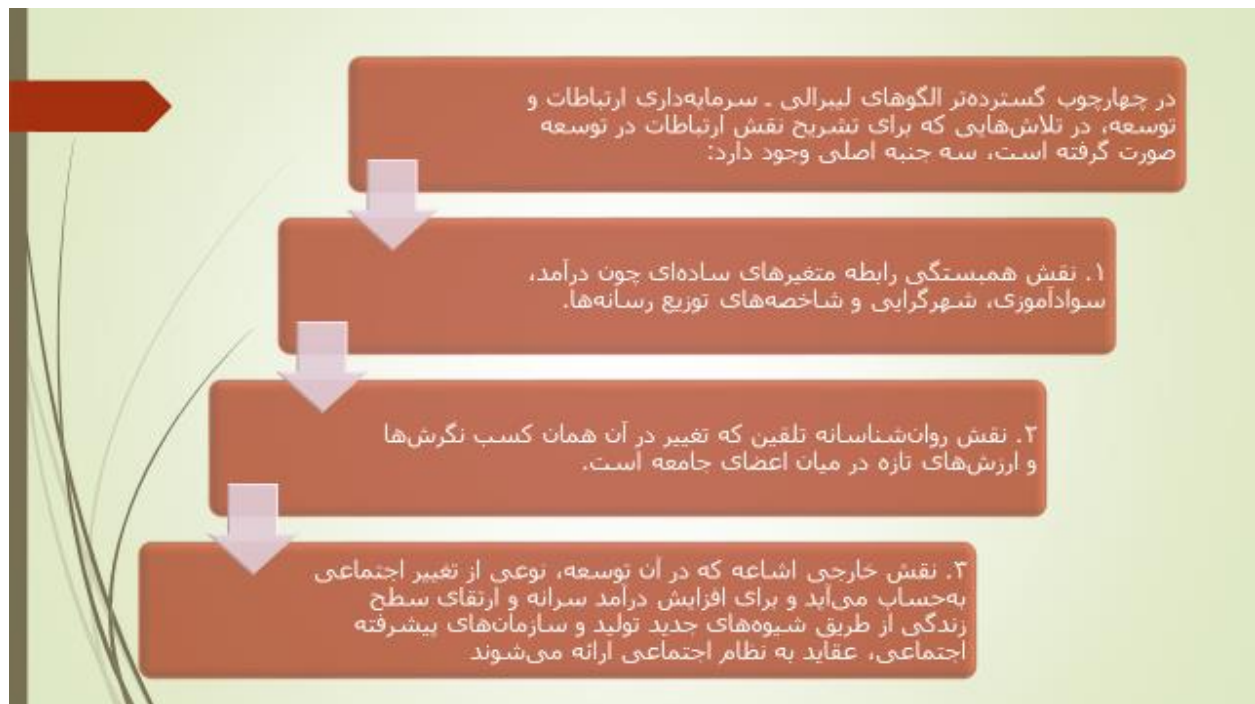 در چهارچوب گسترده‌تر الگوهای لیبرالی ـ سرمایه‌داری ارتباطات و
توسعه، در تلاش‌هایی که برای تشریح نقش ارتباطات در توسعه
صورت گرفته است، سه جنبه اصلی وجود دارد:
۱. نقش همبستگی رابطه متغیرهای ساده‌ای چون درآمد،
سوادآموزی، شهرگرایی و شاخصه‌های توزیع رسانه‌ها.
۲. نقش روان‌شناسانه تلقین که تغییر در آن همان کسب نگرش‌ها
و ارزش‌های تازه در میان اعضای جامعه است.
۳. نقش خارجی اشاعه که در آن توسعه، نوعی از تغییر اجتماعی
به‌حساب می‌آید و برای افزایش درآمد سرانه و ارتقای سطح
زندگی از طریق شیوه‌های جدید تولید و سازمان‌های پیشرفته
اجتماعی، عقاید به نظام اجتماعی ارائه می‌شوند